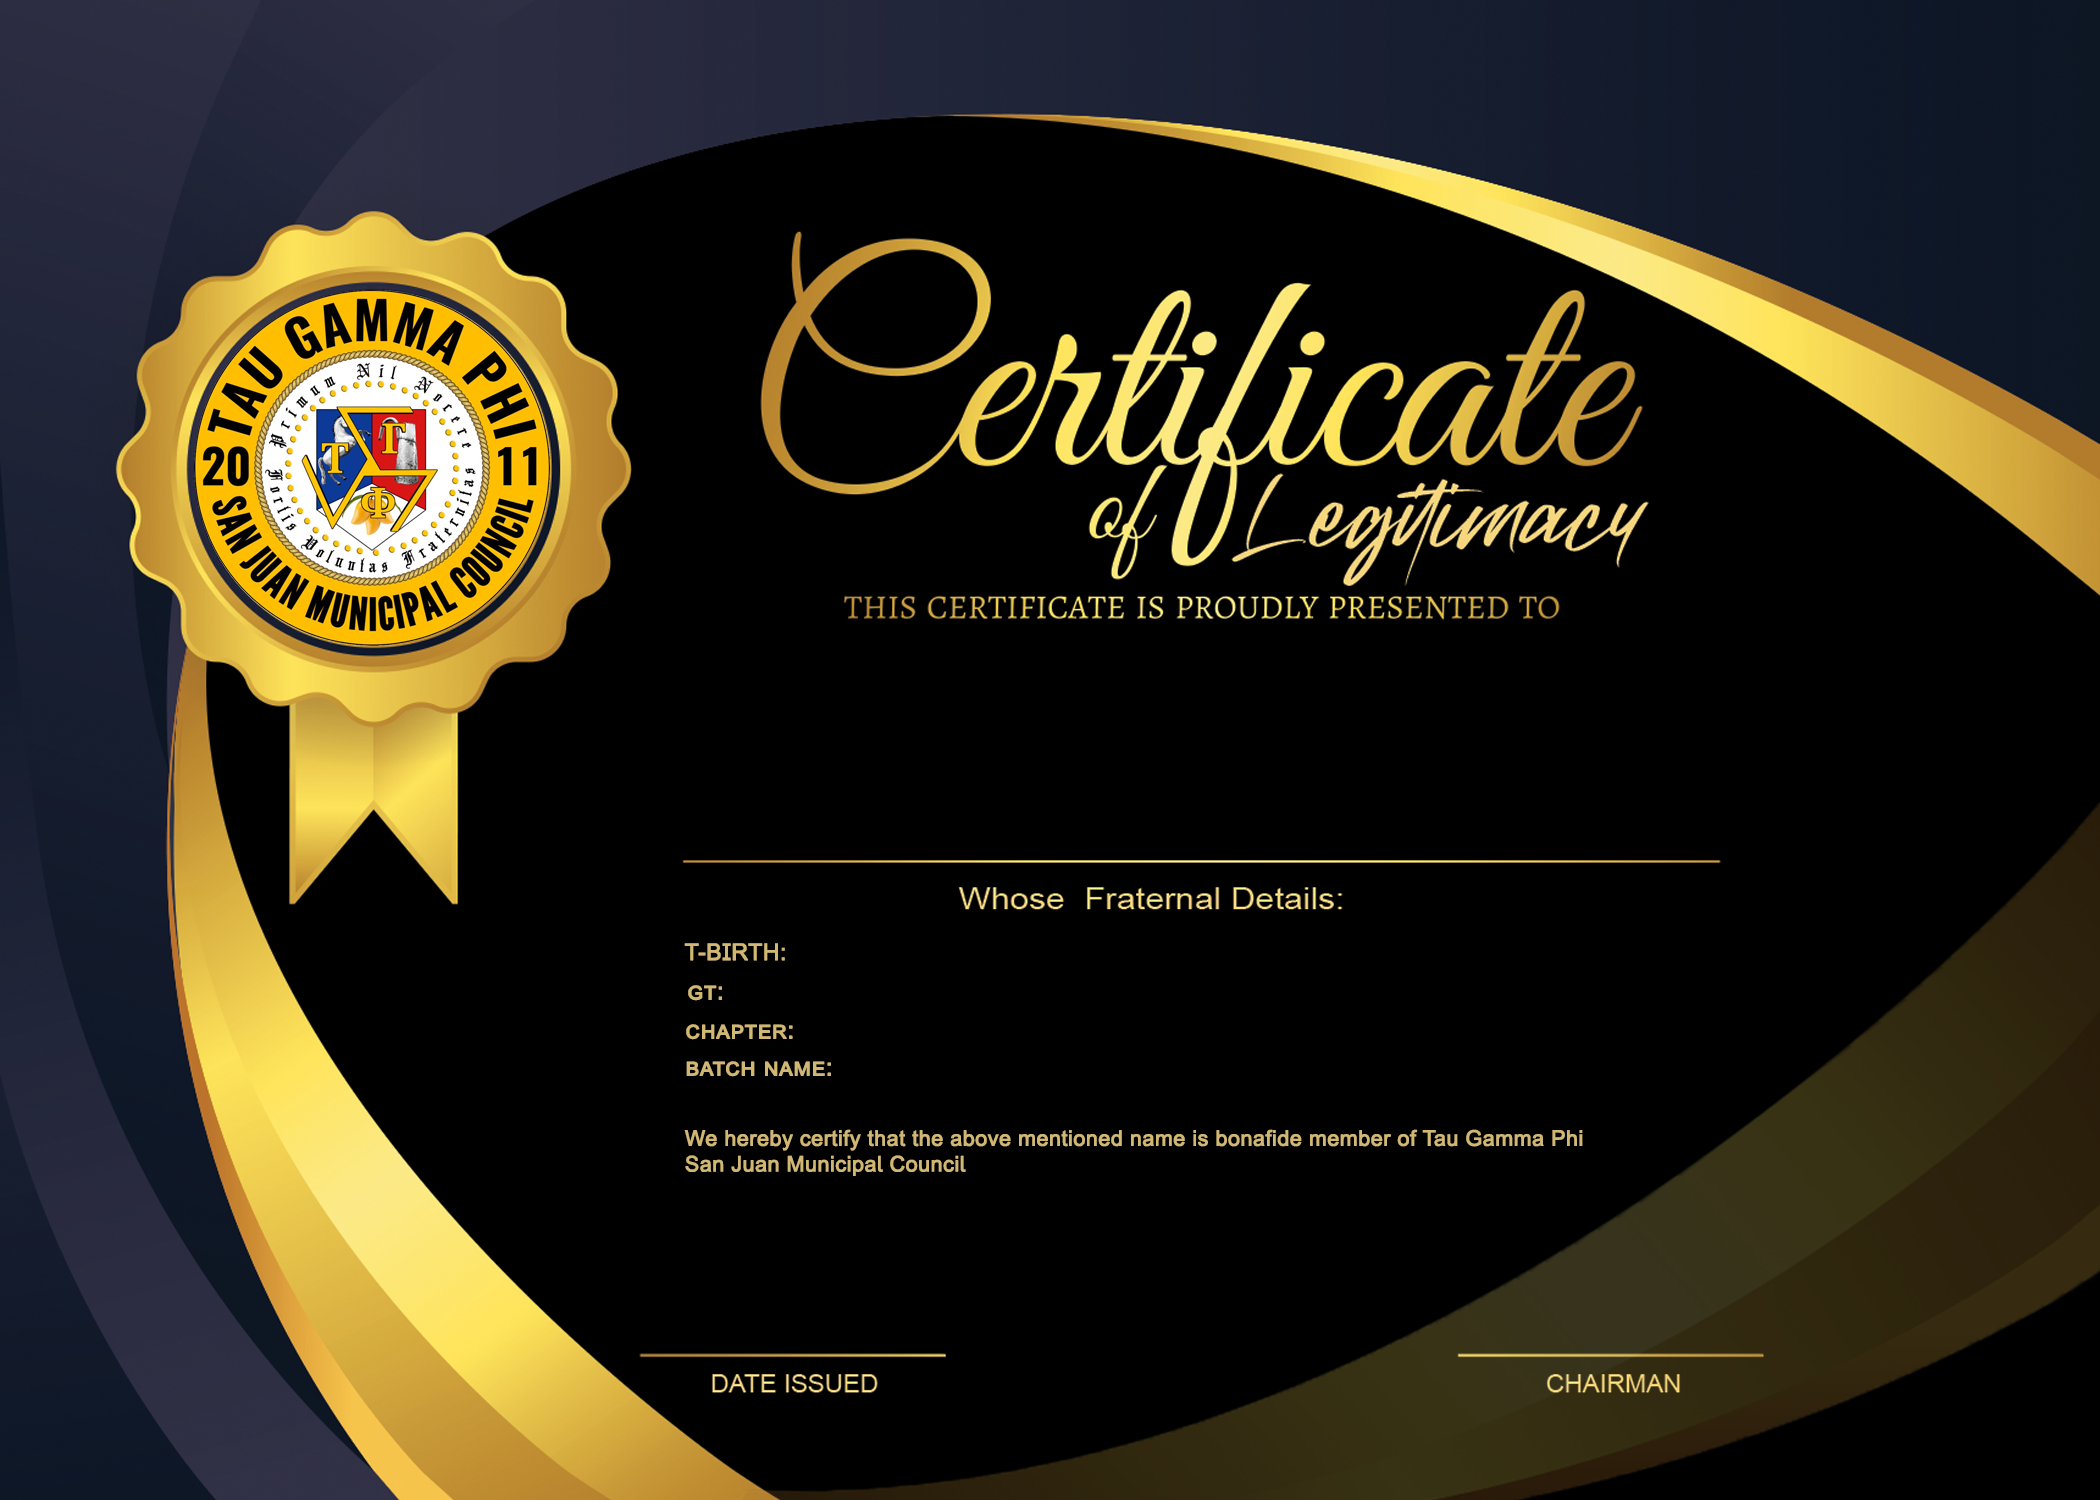 TAU GAMMA PHI
20 11
SAN JUAN MUNICIPAL COUNCIL
Primum Nil Nocere
Fortis Voluntas Fraternitas
T T
Φ
Certificate
of Legitimacy
THIS CERTIFICATE IS PROUDLY PRESENTED TO
Whose Fraternal Details:
T-BIRTH:
GT:
CHAPTER:
BATCH NAME:
We hereby certify that the above mentioned name is bonafide member of Tau Gamma Phi
San Juan Municipal Council
DATE ISSUED
CHAIRMAN